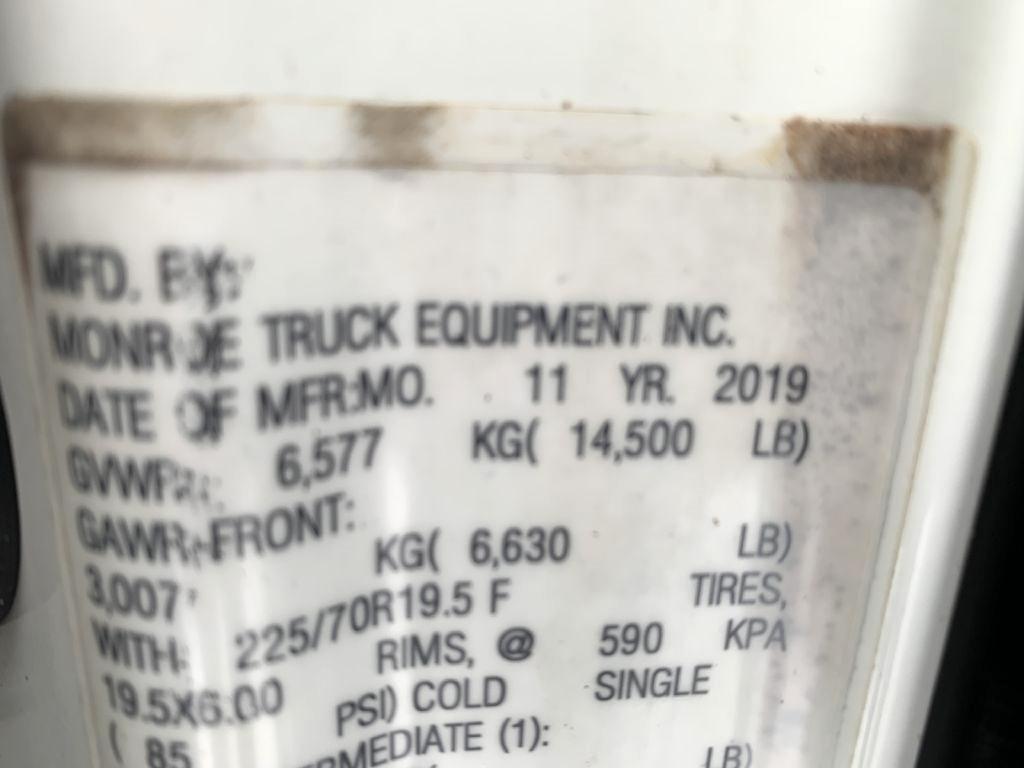 MFD. BY:
MONROE TRUCK EQUIPMENT INC.
DATE OF MFR:MO. 11 YR. 2019
GVWR: 6,577 KG( 14,500 LB)
GAWR-FRONT:
3,007 KG( 6,630 LB)
WITH: 225/70R19.5 F TIRES,
19.5X6.00 RIMS, @ 590 KPA
( 85 PSI) COLD SINGLE
(1):
LB)